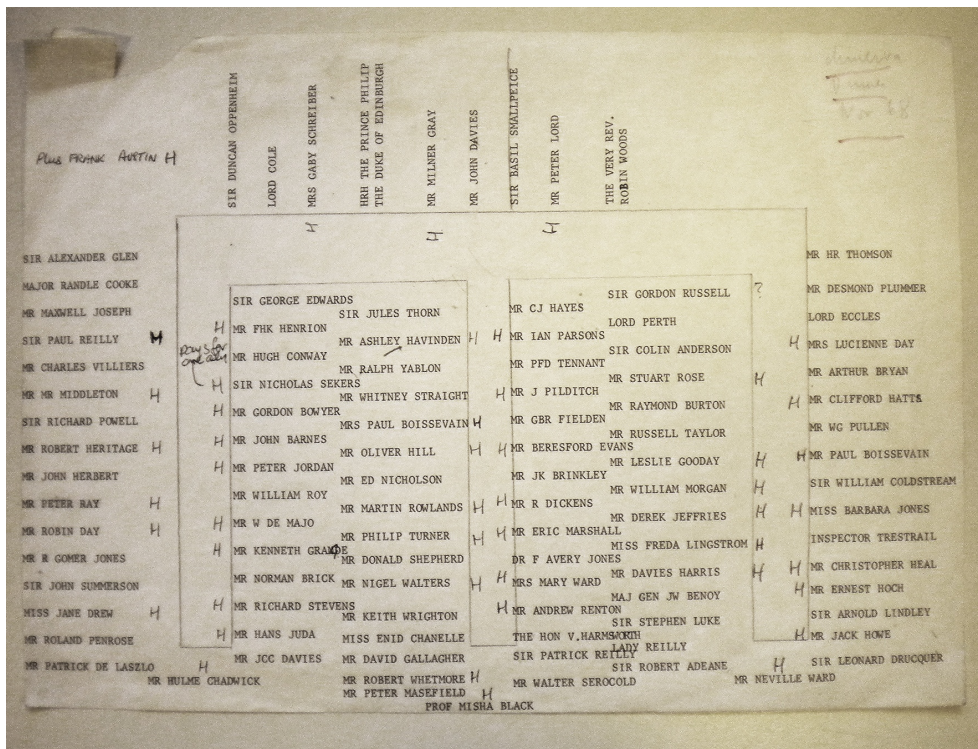 Nov 68
Plus FRANK AUSTIN H
SIR DUNCAN OPPENHEIM
LORD COLE
MRS GABY SCHREIBER H
HRH THE PRINCE PHILIP
THE DUKE OF EDINBURGH
MR MILNER GRAY H
MR JOHN DAVIES
SIR BASIL SMALLPEICE
MR PETER LORD H
THE VERY REV.
ROBIN WOODS
SIR ALEXANDER GLEN
MAJOR RANDLE COOKE
MR MAXWELL JOSEPH
SIR PAUL REILLY H
MR CHARLES VILLIERS
MR MR MIDDLETON H
SIR RICHARD POWELL
MR ROBERT HERITAGE H
MR JOHN HERBERT
MR PETER RAY H
MR ROBIN DAY H
MR R GOMER JONES
SIR JOHN SUMMERSON
MISS JANE DREW H
MR ROLAND PENROSE
MR PATRICK DE LASZLO H
MR HULME CHADWICK
SIR GEORGE EDWARDS
H MR FHK HENRION
Pays for
MR HUGH CONWAY
H SIR NICHOLAS SEKERS
H MR GORDON BOWYER
H MR JOHN BARNES
H MR PETER JORDAN
MR WILLIAM ROY
H MR W DE MAJO
H MR KENNETH GRANGE
MR NORMAN BRICK
H MR RICHARD STEVENS
H MR HANS JUDA
MR JCC DAVIES
SIR JULES THORN
MR ASHLEY HAVINDEN H
MR RALPH YABLON
MR WHITNEY STRAIGHT
MRS PAUL BOISSEVAIN H
MR OLIVER HILL H
MR ED NICHOLSON
MR MARTIN ROWLANDS H
MR PHILIP TURNER H
MR DONALD SHEPHERD
MR NIGEL WALTERS H
MR KEITH WRIGHTON
MISS ENID CHANELLE
MR DAVID GALLAGHER
MR ROBERT WHETMORE H
MR PETER MASEFIELD H
PROF MISHA BLACK
MR CJ HAYES
H MR IAN PARSONS
MR PFD TENNANT
H MR J PILDITCH
MR GBR FIELDEN
H MR BERESFORD EVANS
MR JK BRINKLEY
H MR R DICKENS
H MR ERIC MARSHALL
DR F AVERY JONES
H MRS MARY WARD
H MR ANDREW RENTON
THE HON V.HARMSWORTH
SIR PATRICK REILLY
MR WALTER SEROCOLD
SIR GORDON RUSSELL ?
LORD PERTH
SIR COLIN ANDERSON
MR STUART ROSE H
MR RAYMOND BURTON
MR RUSSELL TAYLOR
MR LESLIE GOODAY H
MR WILLIAM MORGAN H
MR DEREK JEFFRIES H
MISS FREDA LINGSTROM H
MR DAVIES HARRIS H
MAJ GEN JW BENOY
SIR STEPHEN LUKE
LADY REILLY
SIR ROBERT ADEANE
H
MR NEVILLE WARD
MR HR THOMSON
MR DESMOND PLUMMER
LORD ECCLES
H MRS LUCIENNE DAY
MR ARTHUR BRYAN
H MR CLIFFORD HATTS
MR WG PULLEN
H MR PAUL BOISSEVAIN
SIR WILLIAM COLDSTREAM
H MISS BARBARA JONES
INSPECTOR TRESTRAIL
H MR CHRISTOPHER HEAL
H MR ERNEST HOCH
SIR ARNOLD LINDLEY
H MR JACK HOWE
SIR LEONARD DRUCQUER